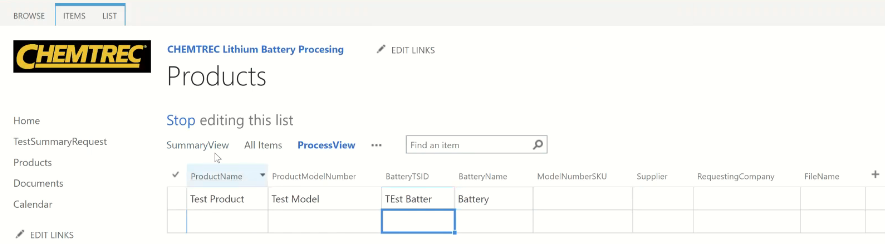 BROWSE ITEMS LIST
CHEMTREC®
CHEMTREC Lithium Battery Procesing EDIT LINKS
Products
Stop editing this list
SummaryView All Items ProcessView ••• Find an item
ProductName ProductModelNumber BatteryTSID BatteryName ModelNumberSKU Supplier RequestingCompany FileName +
Test Product Test Model TEst Batter Battery
Home
TestSummaryRequest
Products
Documents
Calendar
EDIT LINKS